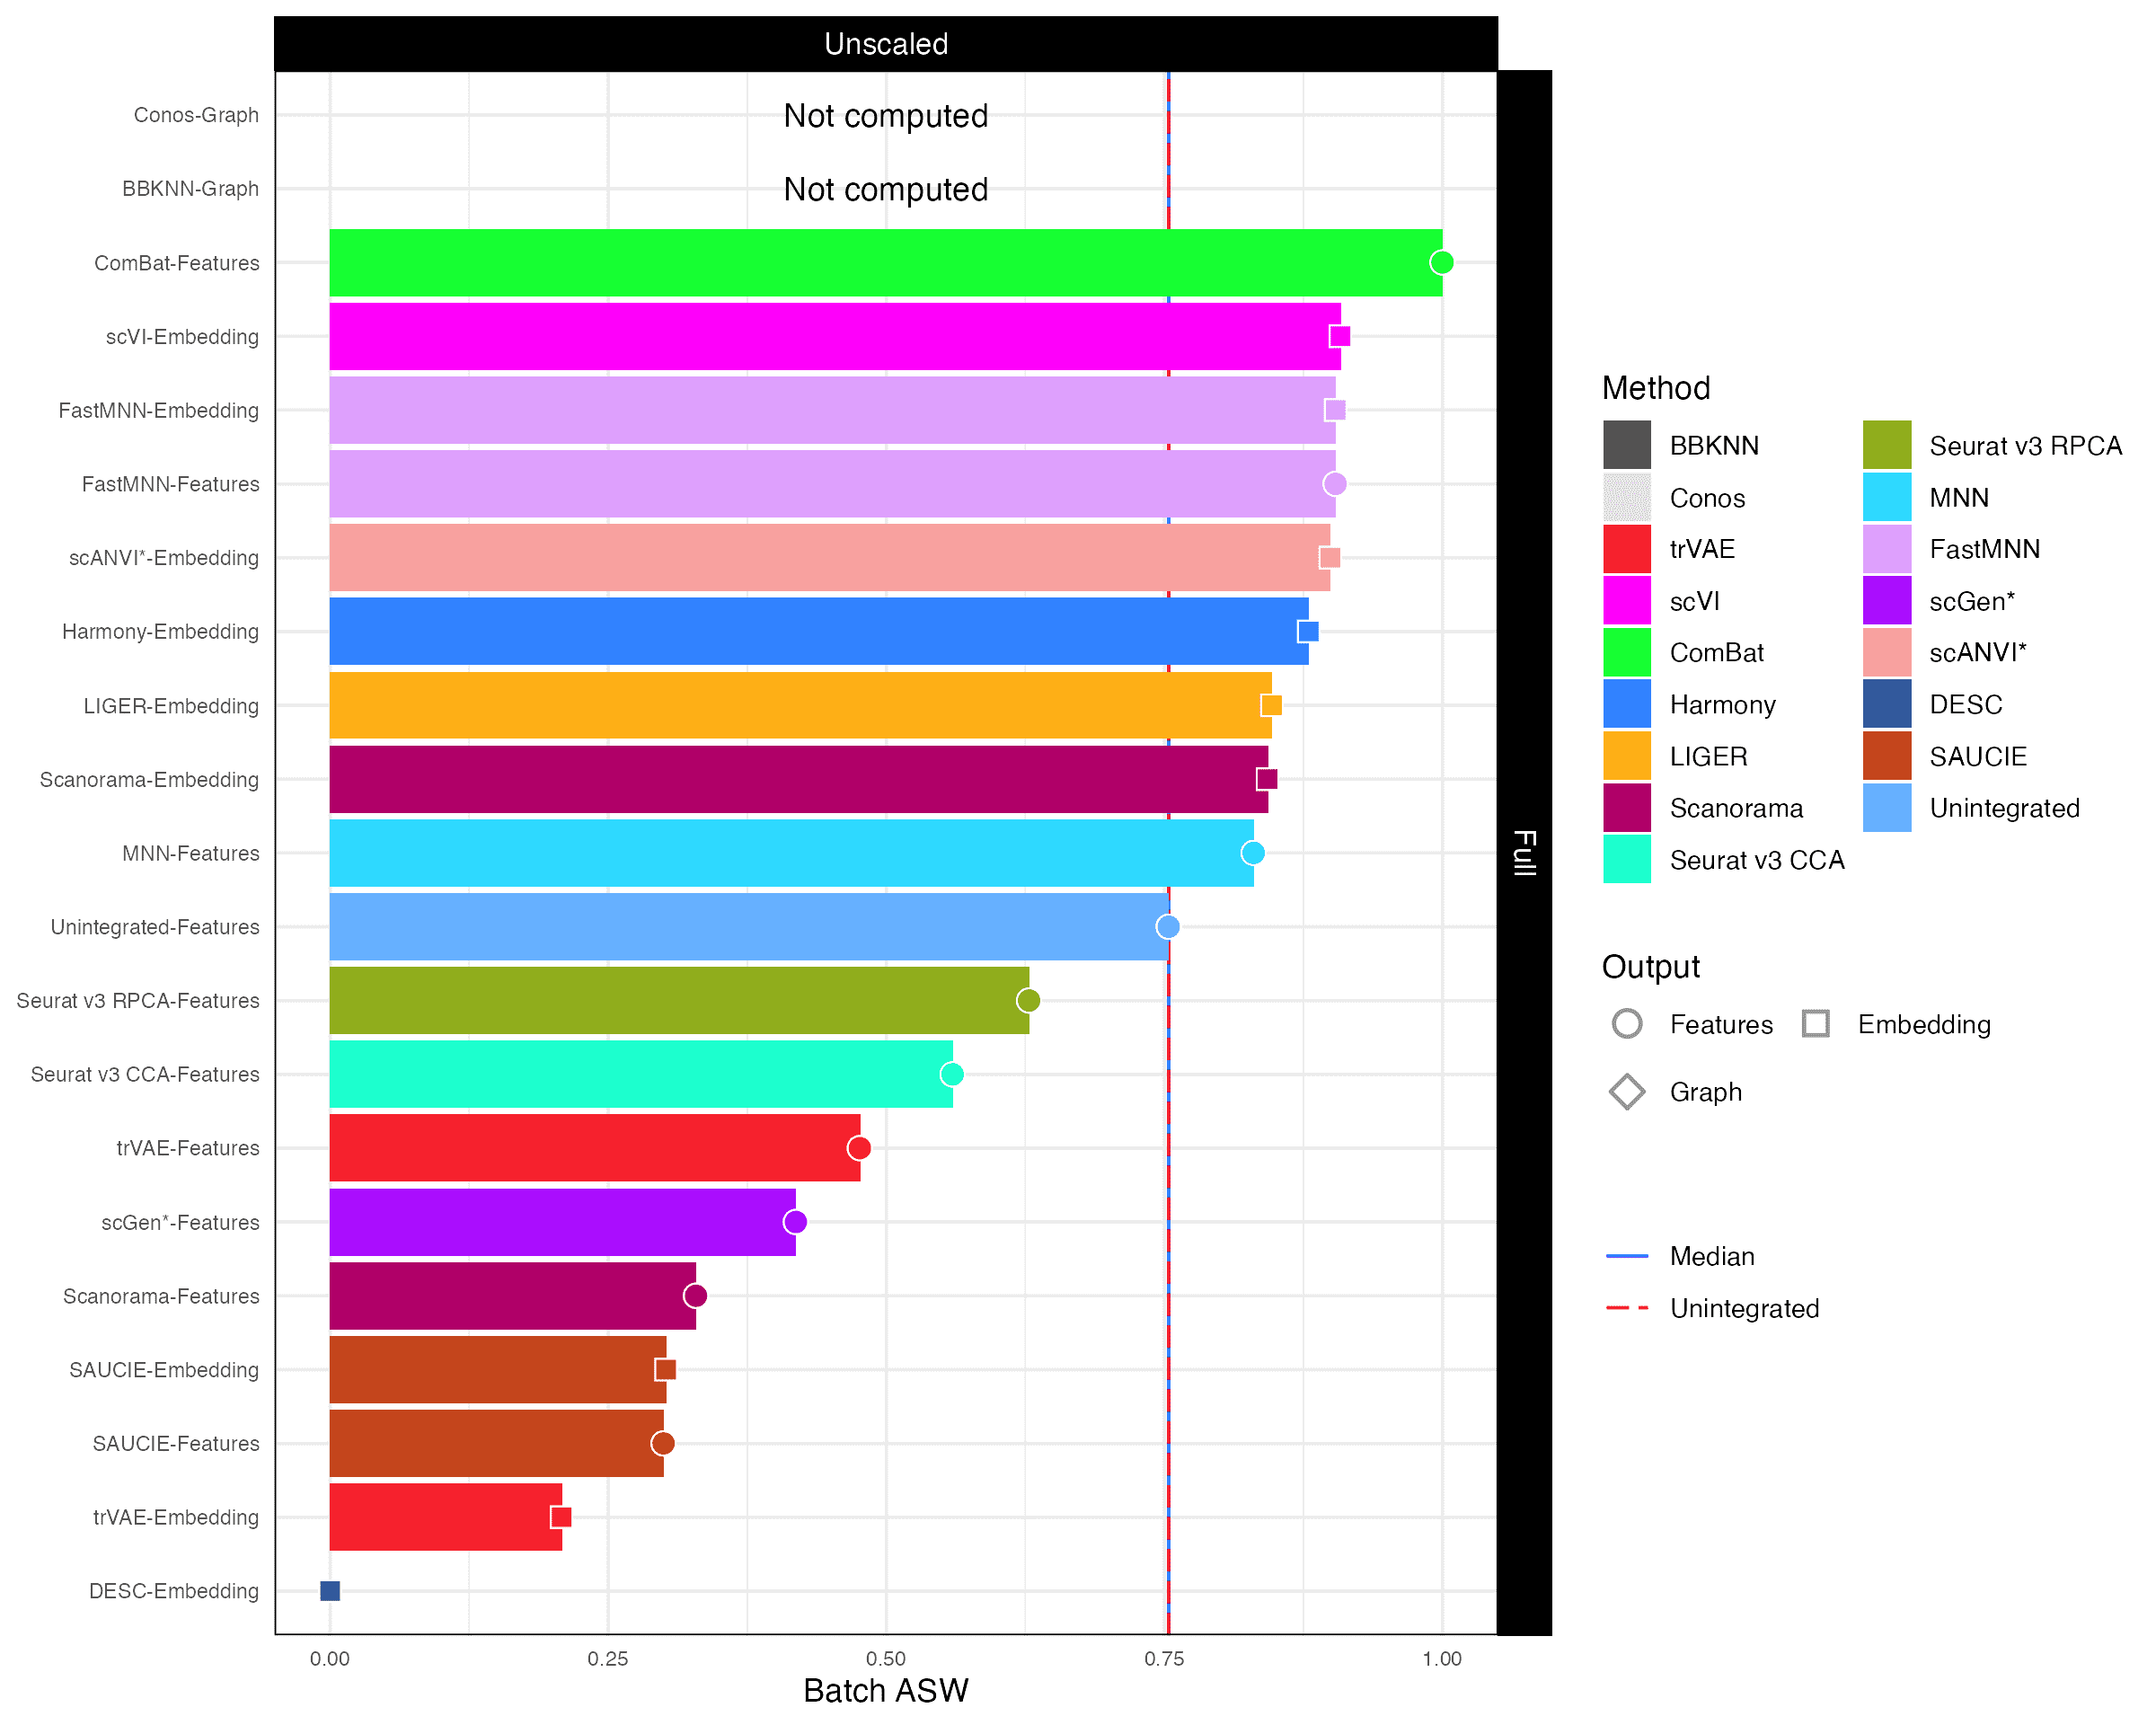 Unscaled
Conos-Graph
Not computed
BBKNN-Graph
Not computed
ComBat-Features
scVI-Embedding
FastMNN-Embedding
FastMNN-Features
scANVI*-Embedding
Harmony-Embedding
LIGER-Embedding
Scanorama-Embedding
MNN-Features
Unintegrated-Features
Seurat v3 RPCA-Features
Seurat v3 CCA-Features
trVAE-Features
scGen*-Features
Scanorama-Features
SAUCIE-Embedding
SAUCIE-Features
trVAE-Embedding
DESC-Embedding
0.00 0.25 0.50 0.75 1.00
Batch ASW
Full
Method
BBKNN
Conos
trVAE
scVI
ComBat
Harmony
LIGER
Scanorama
Seurat v3 CCA
Seurat v3 RPCA
MNN
FastMNN
scGen*
scANVI*
DESC
SAUCIE
Unintegrated
Output
Features
Embedding
Graph
Median
Unintegrated